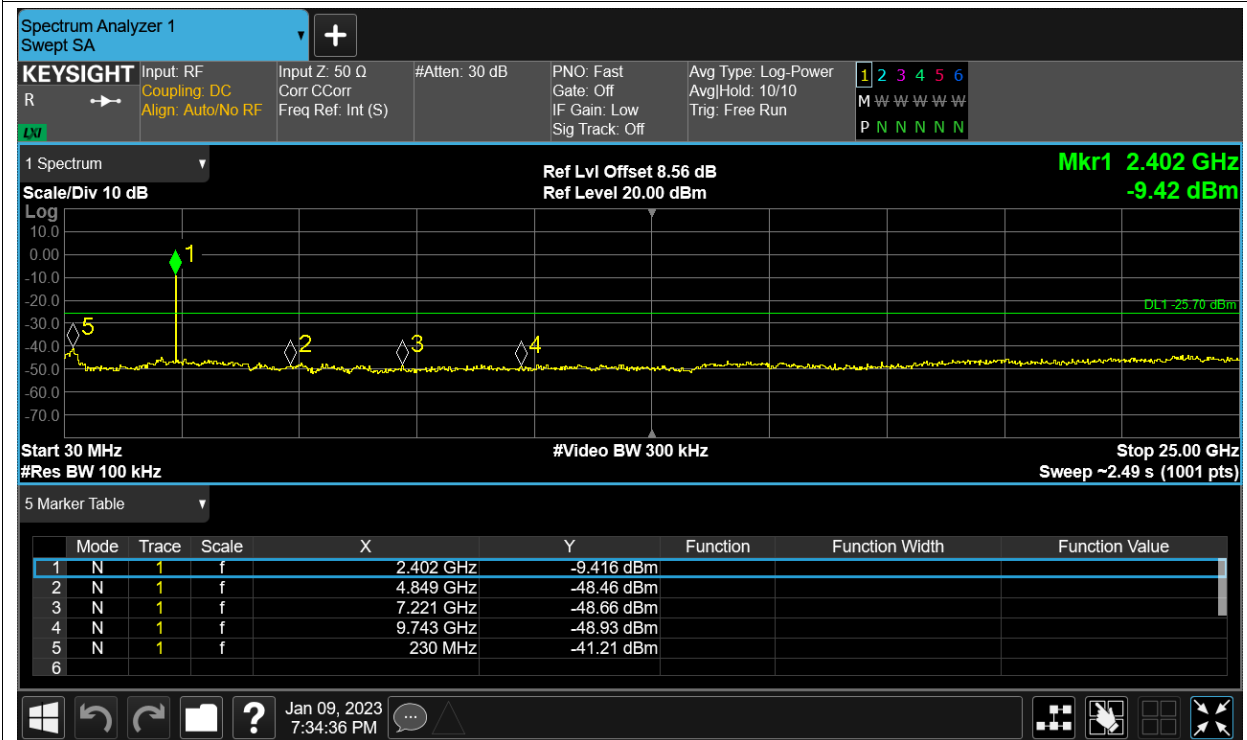 Spectrum Analyzer 1
Swept SA
KEYSIGHT
R
LXI
Input: RF
Coupling: DC
Align: Auto/No RF
Input Z: 50 Ω
Corr CCorr
Freq Ref: Int (S)
#Atten: 30 dB
PNO: Fast
Gate: Off
IF Gain: Low
Sig Track: Off
Avg Type: Log-Power
Avg|Hold: 10/10
Trig: Free Run
1 2 3 4 5 6
M W W W W W
P N N N N N
1 Spectrum
Scale/Div 10 dB
Ref Lvl Offset 8.56 dB
Ref Level 20.00 dBm
Mkr1 2.402 GHz
-9.42 dBm
Log
10.0
0.00
-10.0
-20.0
-30.0
-40.0
-50.0
-60.0
-70.0
1
5
2
3
4
DL1 -25.70 dBm
Start 30 MHz
#Video BW 300 kHz
Stop 25.00 GHz
#Res BW 100 kHz
Sweep ~2.49 s (1001 pts)
5 Marker Table
Mode Trace Scale X Y Function Function Width Function Value
1 N 1 f 2.402 GHz -9.416 dBm
2 N 1 f 4.849 GHz -48.46 dBm
3 N 1 f 7.221 GHz -48.66 dBm
4 N 1 f 9.743 GHz -48.93 dBm
5 N 1 f 230 MHz -41.21 dBm
6
?
Jan 09, 2023
7:34:36 PM